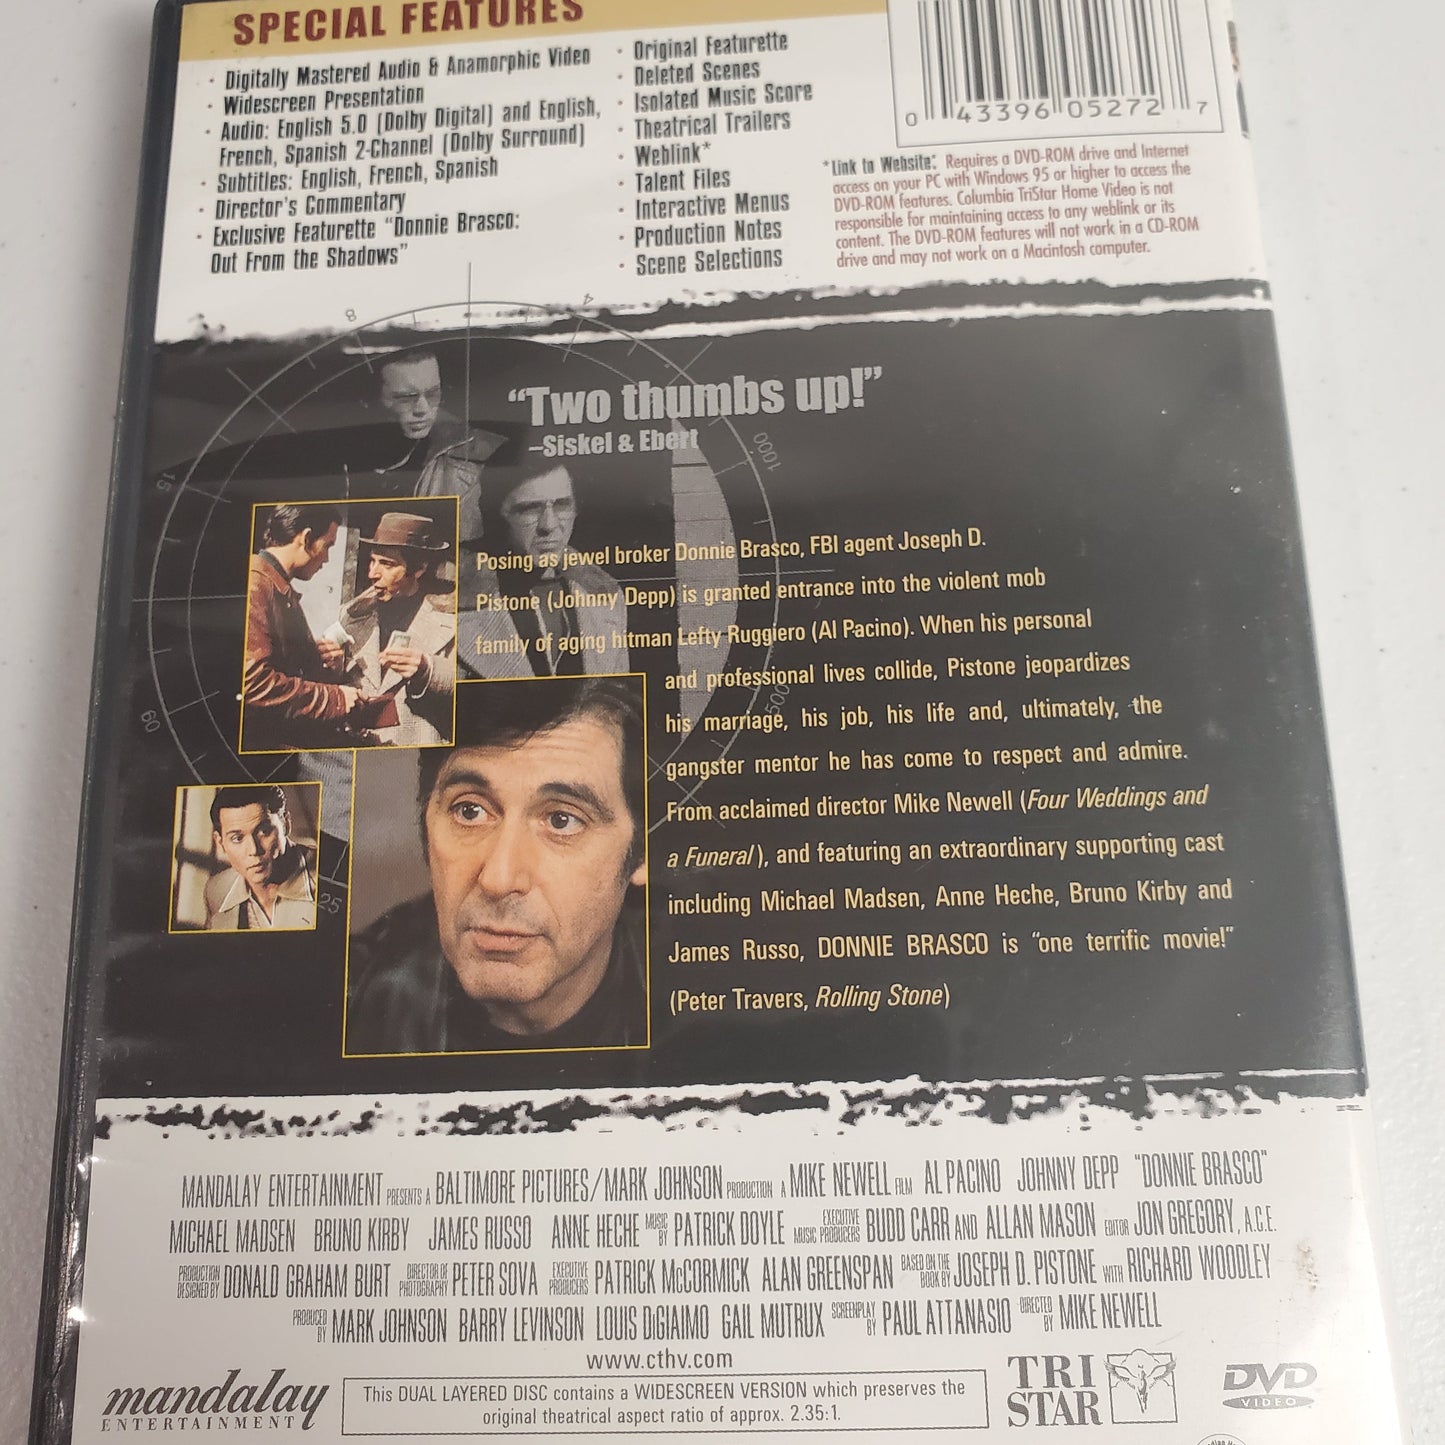 SPECIAL FEATURES
· Digitally Mastered Audio & Anamorphic Video
· Widescreen Presentation
· Audio: English 5.0 (Dolby Digital) and English,
French, Spanish 2-Channel (Dolby Surround)
· Subtitles: English, French, Spanish
· Director's Commentary
· Exclusive Featurette "Donnie Brasco:
Out From the Shadows"
· Original Featurette
· Deleted Scenes
· Isolated Music Score
· Theatrical Trailers
· Weblink*
· Talent Files
· Interactive Menus
· Production Notes
· Scene Selections
0 43396 05272 7
*Link to Website: Requires a DVD-ROM drive and Internet
access on your PC with Windows 95 or higher to access the
DVD-ROM features. Columbia TriStar Home Video is not
responsible for maintaining access to any weblink or its
content. The DVD-ROM features will not work in a CD-ROM
drive and may not work on a Macintosh computer.
8
4
15
1000
60
500
25
"Two thumbs up!"
–Siskel & Ebert
Posing as jewel broker Donnie Brasco, FBI agent Joseph D.
Pistone (Johnny Depp) is granted entrance into the violent mob
family of aging hitman Lefty Ruggiero (Al Pacino). When his personal
and professional lives collide, Pistone jeopardizes
his marriage, his job, his life and, ultimately, the
gangster mentor he has come to respect and admire.
From acclaimed director Mike Newell (Four Weddings and
a Funeral), and featuring an extraordinary supporting cast
including Michael Madsen, Anne Heche, Bruno Kirby and
James Russo, DONNIE BRASCO is "one terrific movie!"
(Peter Travers, Rolling Stone)
MANDALAY ENTERTAINMENT PRESENTS A BALTIMORE PICTURES/MARK JOHNSON PRODUCTION A MIKE NEWELL FILM AL PACINO JOHNNY DEPP "DONNIE BRASCO"
MICHAEL MADSEN BRUNO KIRBY JAMES RUSSO ANNE HECHE MUSIC BY PATRICK DOYLE EXECUTIVE MUSIC PRODUCERS BUDD CARR AND ALLAN MASON EDITOR JON GREGORY, A.C.E.
PRODUCTION DESIGNED BY DONALD GRAHAM BURT DIRECTOR OF PHOTOGRAPHY PETER SOVA EXECUTIVE PRODUCERS PATRICK McCORMICK ALAN GREENSPAN BASED ON THE BOOK BY JOSEPH D. PISTONE WITH RICHARD WOODLEY
PRODUCED BY MARK JOHNSON BARRY LEVINSON LOUIS DiGIAIMO GAIL MUTRUX SCREENPLAY BY PAUL ATTANASIO DIRECTED BY MIKE NEWELL
www.cthv.com
mandalay
ENTERTAINMENT
This DUAL LAYERED DISC contains a WIDESCREEN VERSION which preserves the
original theatrical aspect ratio of approx. 2.35:1.
TRI
STAR
DVD
VIDEO